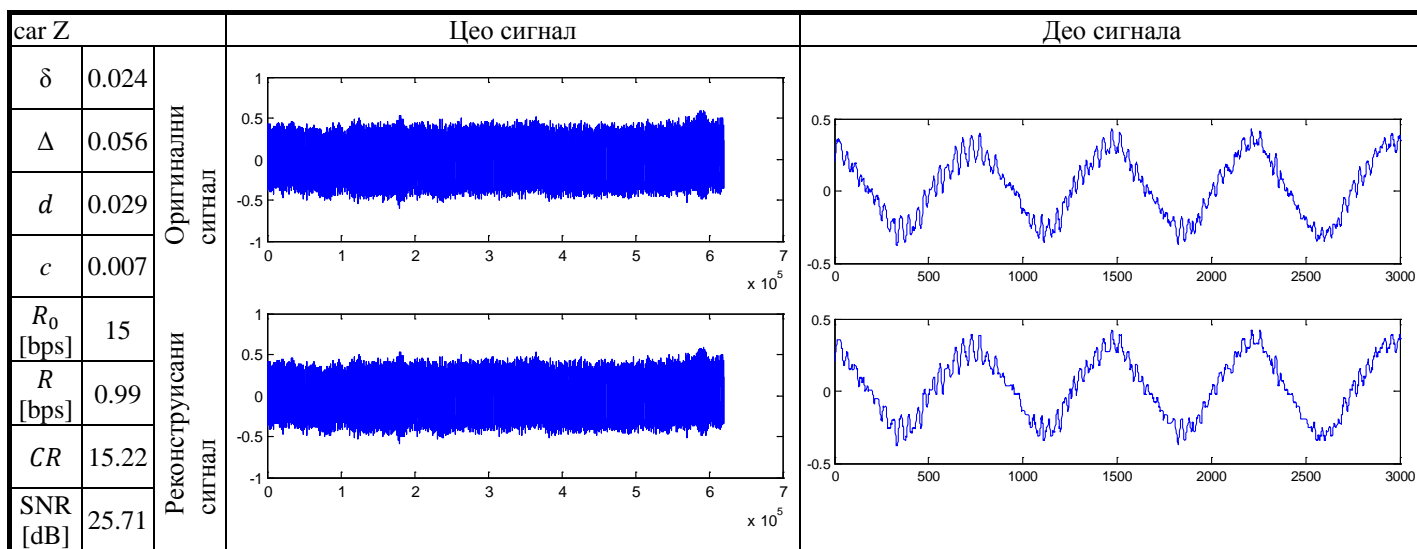 car Z
Цео сигнал
Део сигнала
δ 0.024
Δ 0.056
d 0.029
c 0.007
R₀ [bps] 15
R [bps] 0.99
CR 15.22
SNR [dB] 25.71
Оригинални
сигнал
1
0.5
0
-0.5
-1
0 1 2 3 4 5 6 7
x 10⁵
0.5
0
-0.5
0 500 1000 1500 2000 2500 3000
Реконструисани
сигнал
1
0.5
0
-0.5
-1
0 1 2 3 4 5 6 7
x 10⁵
0.5
0
-0.5
0 500 1000 1500 2000 2500 3000